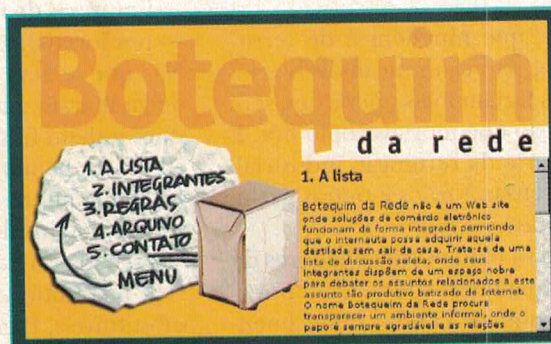 Botequim
da rede
1. A LISTA
2. INTEGRANTES
3. REGRAS
4. ARQUIVO
5. CONTATO
MENU
1. A lista
Botequim da Rede não é um Web site
onde soluções de comércio eletrônico
funcionam de forma integrada permitindo
que o internauta possa adquirir aquela
destilada sem sair de casa. Trata-se de uma
lista de discussão seleta, onde seus
integrantes dispõem de um espaço nobre
para debater os assuntos relacionados a este
assunto tão produtivo batizado de Internet.
O nome Botequim da Rede procura
transparecer um ambiente informal, onde o
papo é sempre agradável e as relações